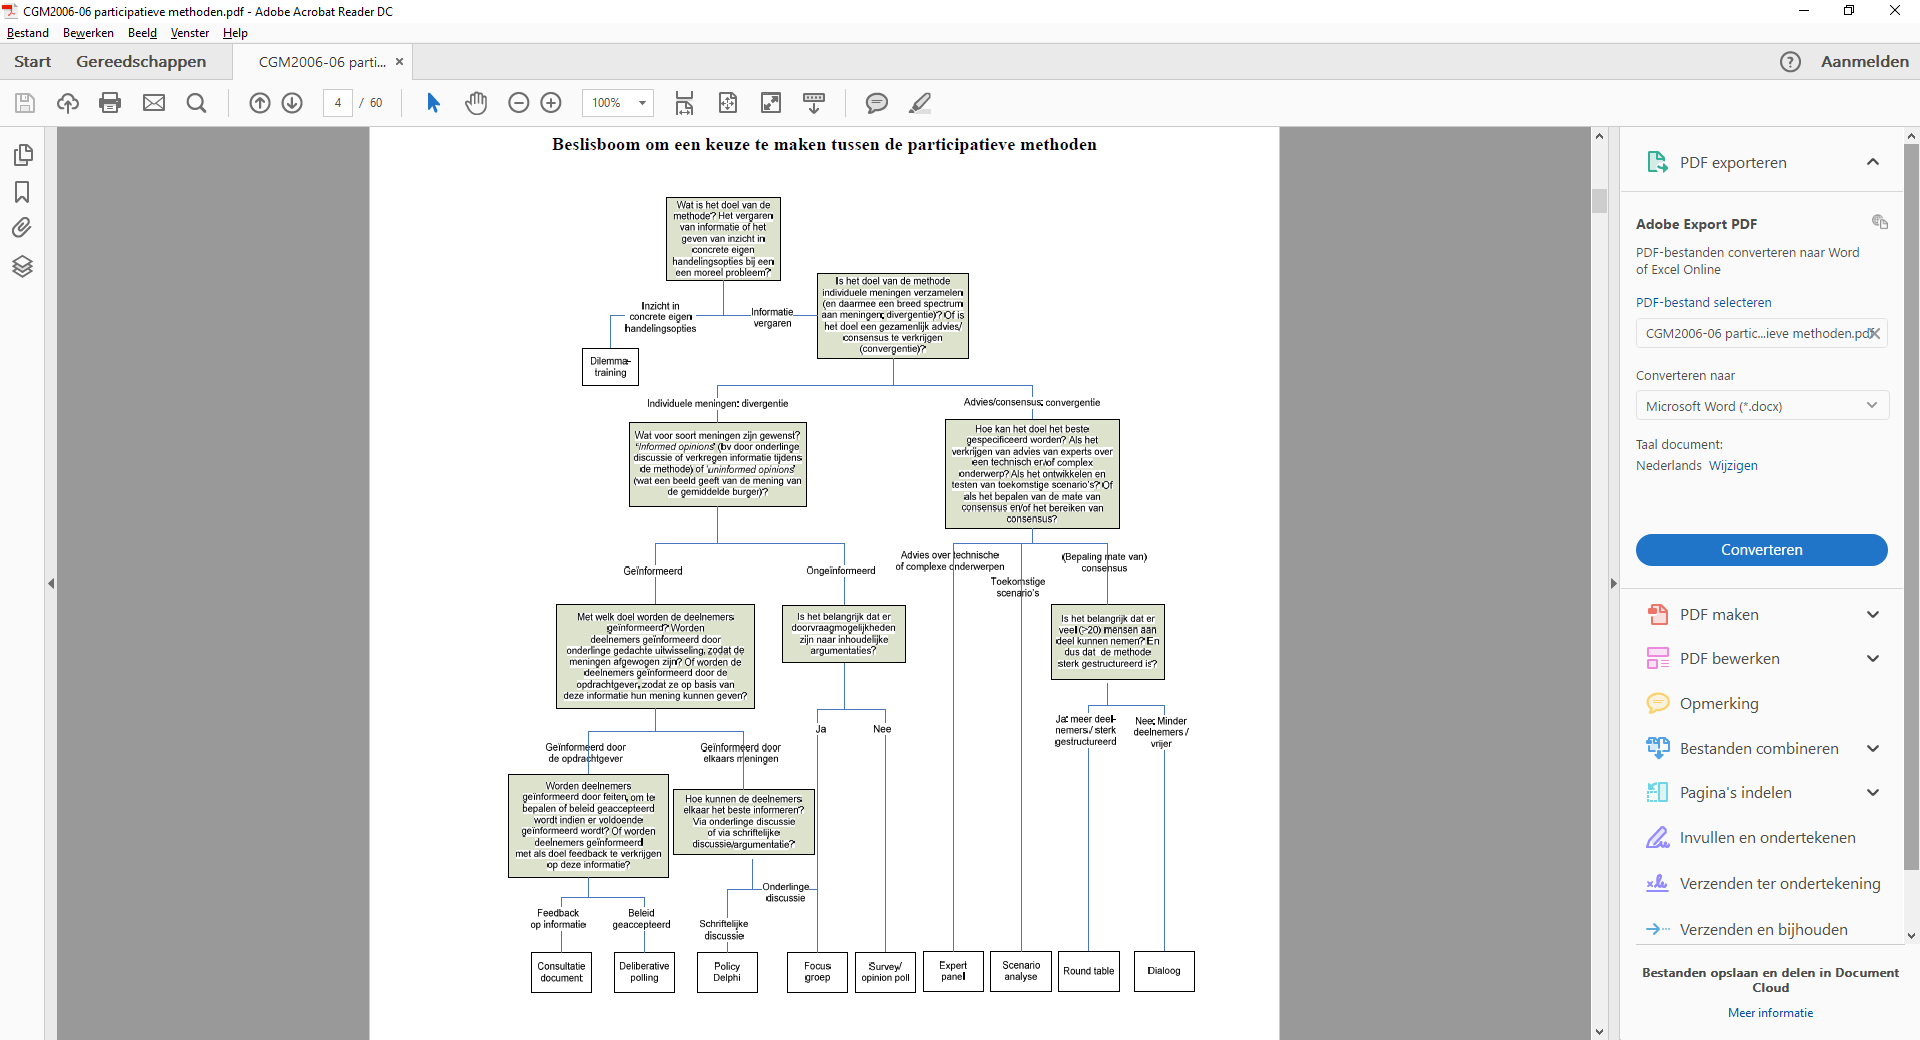 CGM2006-06 participatieve methoden.pdf - Adobe Acrobat Reader DC
Bestand Bewerken Beeld Venster Help
Start Gereedschappen CGM2006-06 parti... × Aanmelden
4 / 60 100%
Beslisboom om een keuze te maken tussen de participatieve methoden
Wat is het doel van de
methode? Het vergaren
van informatie of het
geven van inzicht in
concrete eigen
handelingsopties bij een
een moreel probleem?
Inzicht in
concrete eigen
handelingsopties
Informatie
vergaren
Is het doel van de methode
individuele meningen verzamelen
(en daarmee een breed spectrum
aan meningen; divergentie)? Of is
het doel een gezamenlijk advies/
consensus te verkrijgen
(convergentie)?
Dilemma-
training
Individuele meningen: divergentie
Advies/consensus: convergentie
Wat voor soort meningen zijn gewenst?
'Informed opinions' (bv door onderlinge
discussie of verkregen informatie tijdens
de methode) of 'uninformed opinions'
(wat een beeld geeft van de mening van
de gemiddelde burger)?
Hoe kan het doel het beste
gespecificeerd worden? Als het
verkrijgen van advies van experts over
een technisch en/of complex
onderwerp? Als het ontwikkelen en
testen van toekomstige scenario's? Of
als het bepalen van de mate van
consensus en/of het bereiken van
consensus?
Geïnformeerd
Ongeïnformeerd
Advies over technische
of complexe onderwerpen
Toekomstige
scenario's
(Bepaling mate van)
consensus
Met welk doel worden de deelnemers
geïnformeerd? Worden
deelnemers geïnformeerd door
onderlinge gedachte uitwisseling, zodat de
meningen afgewogen zijn? Of worden de
deelnemers geïnformeerd door de
opdrachtgever, zodat ze op basis van
deze informatie hun mening kunnen geven?
Is het belangrijk dat er
doorvraagmogelijkheden
zijn naar inhoudelijke
argumentaties?
Is het belangrijk dat er
veel (>20) mensen aan
deel kunnen nemen? En
dus dat de methode
sterk gestructureerd is?
Ja
Nee
Ja: meer deel-
nemers / sterk
gestructureerd
Nee: Minder
deelnemers /
vrijer
Geïnformeerd door
de opdrachtgever
Geïnformeerd door
elkaars meningen
Worden deelnemers
geïnformeerd door feiten, om te
bepalen of beleid geaccepteerd
wordt indien er voldoende
geïnformeerd wordt? Of worden
deelnemers geïnformeerd
met als doel feedback te verkrijgen
op deze informatie?
Hoe kunnen de deelnemers
elkaar het beste informeren?
Via onderlinge discussie
of via schriftelijke
discussie/argumentatie?
Onderlinge
discussie
Feedback
op informatie
Beleid
geaccepteerd
Schriftelijke
discussie
Consultatie
document
Deliberative
polling
Policy
Delphi
Focus
groep
Survey/
opinion poll
Expert
panel
Scenario
analyse
Round table
Dialoog
PDF exporteren
Adobe Export PDF
PDF-bestanden converteren naar Word
of Excel Online
PDF-bestand selecteren
CGM2006-06 partic...ieve methoden.pdf
Converteren naar
Microsoft Word (*.docx)
Taal document:
Nederlands Wijzigen
Converteren
PDF maken
PDF bewerken
Opmerking
Bestanden combineren
Pagina's indelen
Invullen en ondertekenen
Verzenden ter ondertekening
Verzenden en bijhouden
Bestanden opslaan en delen in Document
Cloud
Meer informatie